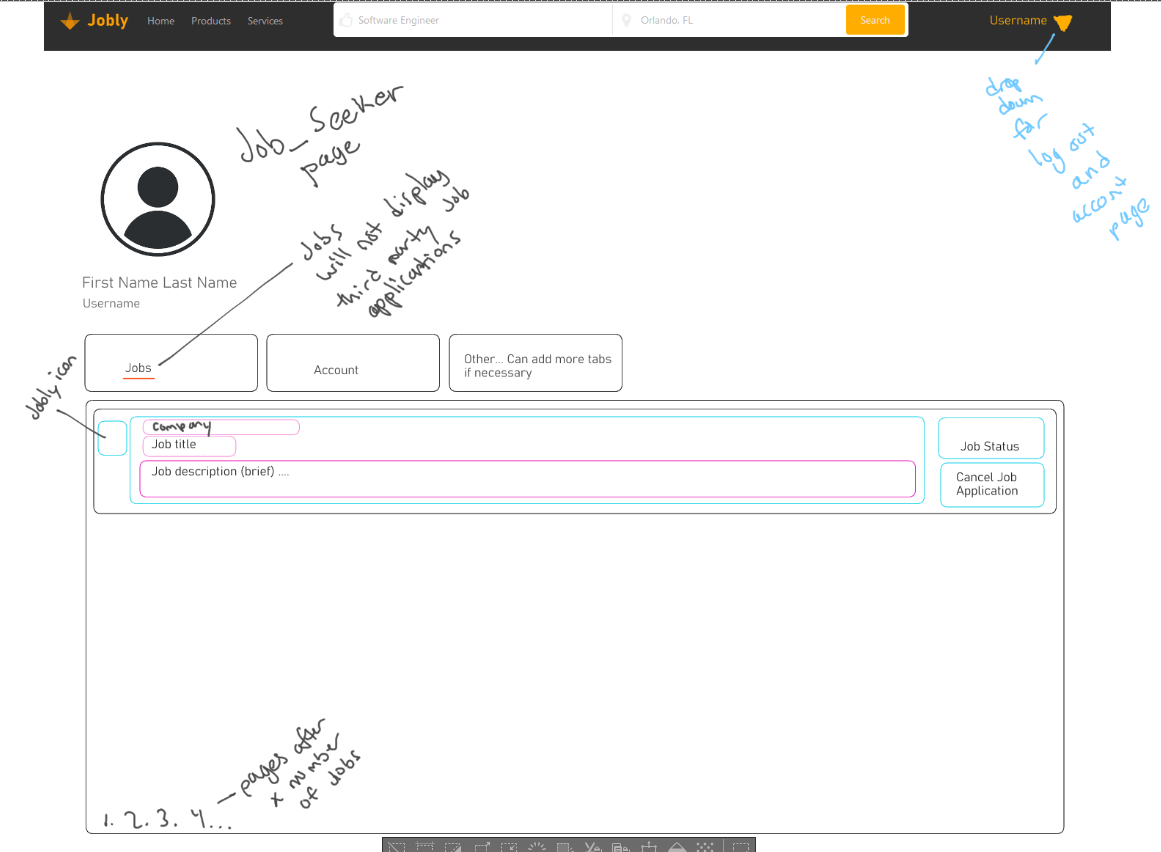 Jobly Home Products Services Software Engineer Orlando, FL Search Username
drop
down
for
log out
and
accont
page
Job_Seeker
page
Jobs
will not displays
third party Job
applications
First Name Last Name
Username
Jobs
Account
Other... Can add more tabs
if necessary
Jobly icon
Company
Job title
Job description (brief) ....
Job Status
Cancel Job
Application
pages after
x number
of Jobs
1. 2. 3. 4...